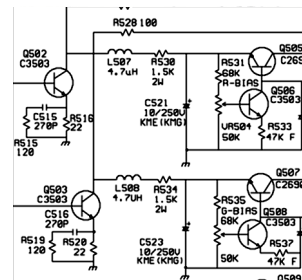 R528 100
Q502
C3503
L507
4.7uH
R530
1.5K
2W
R531
68K
R-BIAS
Q505
C269
Q506
C3503
C515
270P
R516
22
R515
120
C521
10/250V
KME(KMG)
VR504
50K
R533
47K F
Q503
C3503
L508
4.7UH
R534
1.5K
2W
R535
G-BIAS
68K
Q507
C269
Q508
C3503
C516
270P
R519
120
R520
22
C523
10/250V
KME(KMG)
50K
R537
47K F
Q509